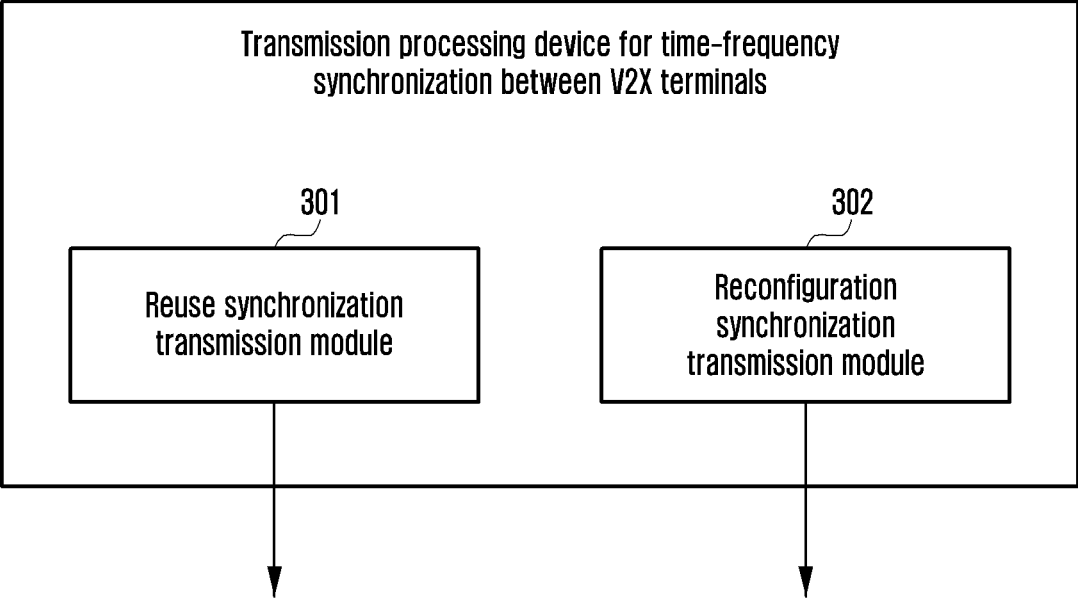 Transmission processing device for time-frequency
synchronization between V2X terminals
301
302
Reuse synchronization
transmission module
Reconfiguration
synchronization
transmission module